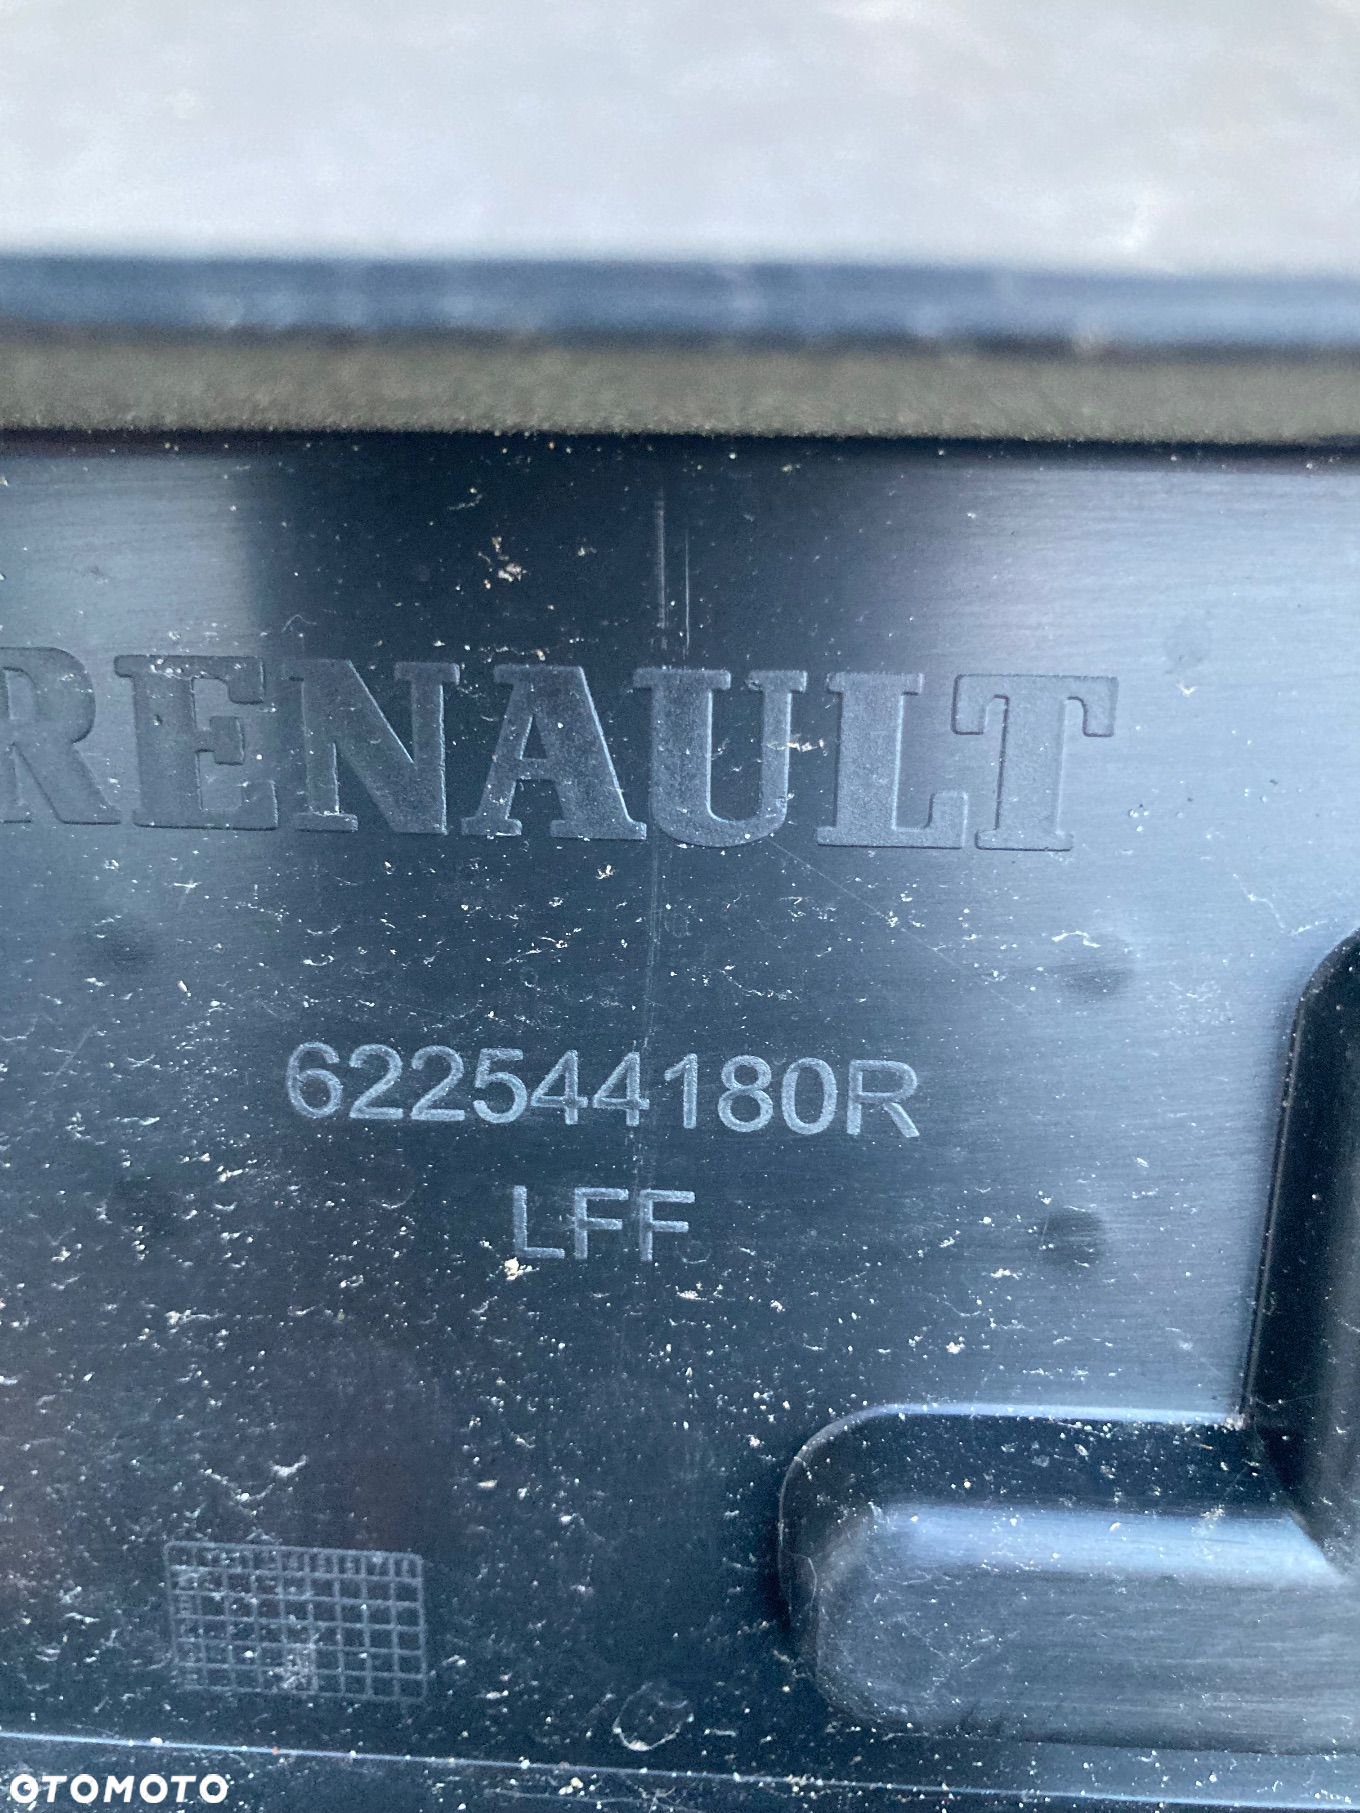 RENAULT
622544180R
LFF
OTOMOTO